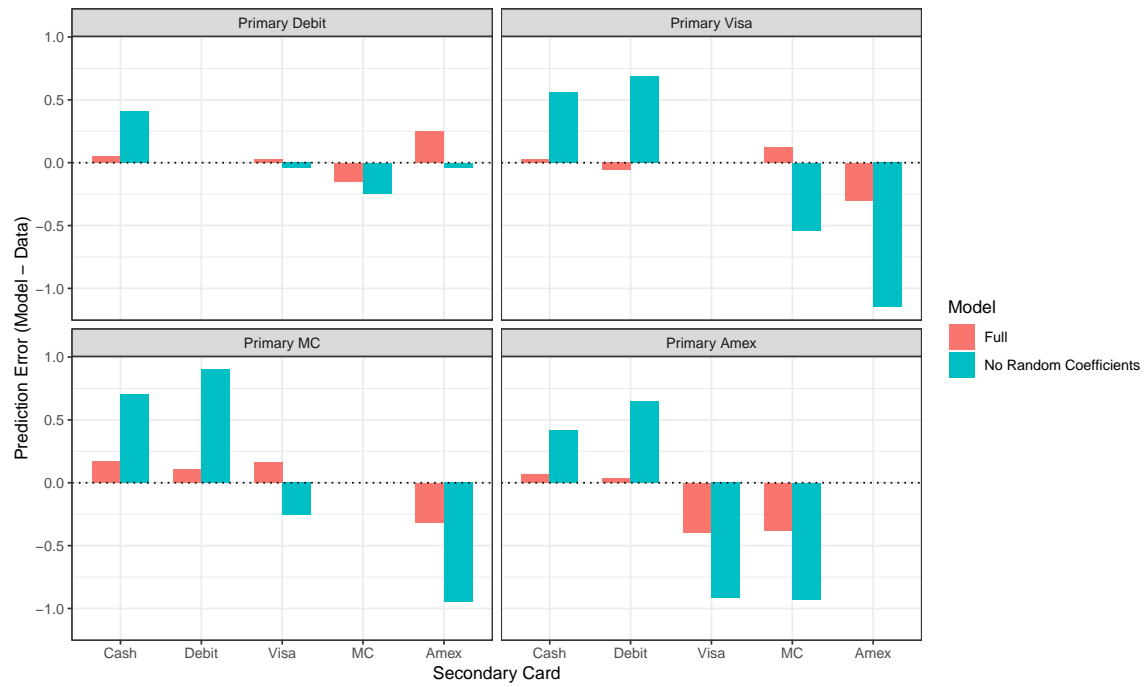 Primary Debit
Primary Visa
1.0
0.5
0.0
−0.5
−1.0
Primary MC
Primary Amex
1.0
0.5
0.0
−0.5
−1.0
Cash Debit Visa MC Amex
Cash Debit Visa MC Amex
Secondary Card
Prediction Error (Model − Data)
Model
Full
No Random Coefficients